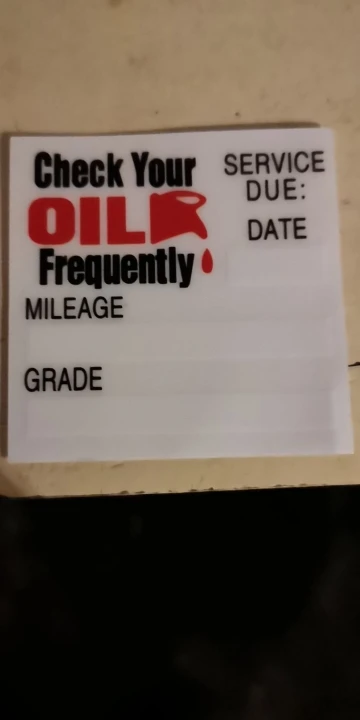 Check Your
OIL
Frequently
SERVICE
DUE:
DATE
MILEAGE
GRADE